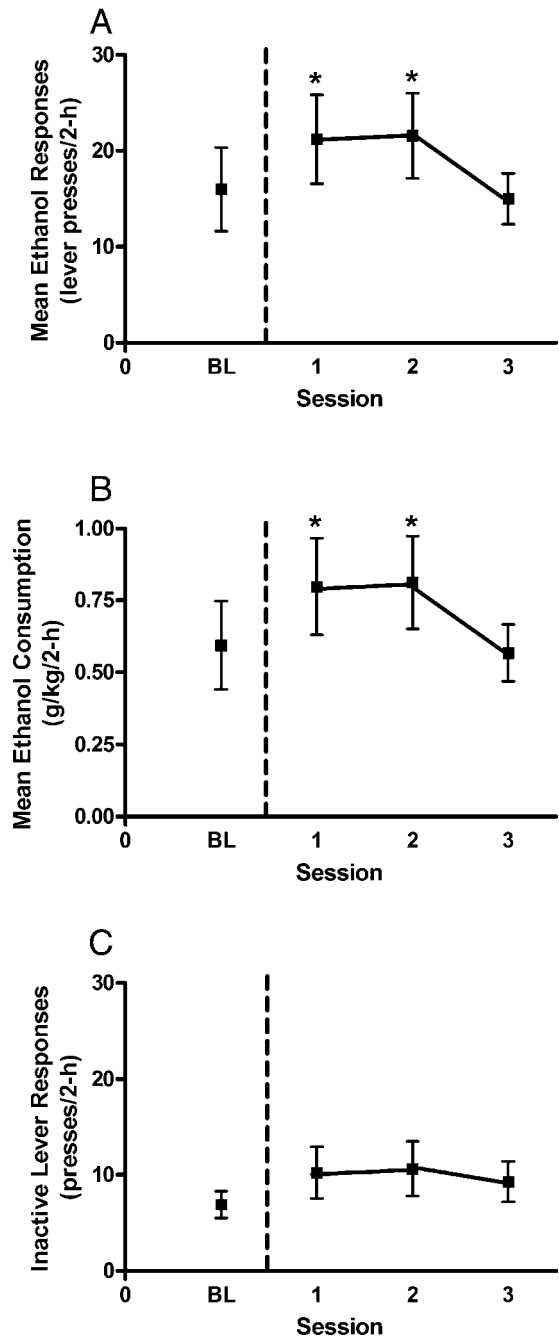 A
Mean Ethanol Responses
(lever presses/2-h)
30
20
10
0
* *
0 BL 1 2 3
Session
B
Mean Ethanol Consumption
(g/kg/2-h)
1.00
0.75
0.50
0.25
0.00
* *
0 BL 1 2 3
Session
C
Inactive Lever Responses
(presses/2-h)
30
20
10
0
0 BL 1 2 3
Session